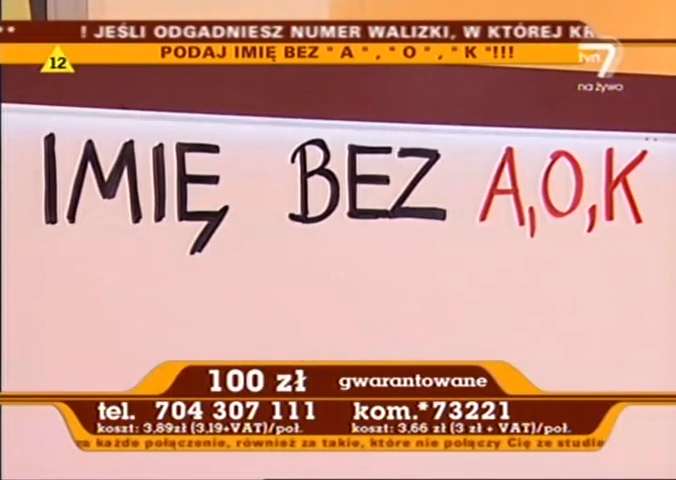 ** ! JEŚLI ODGADNIESZ NUMER WALIZKI, W KTÓREJ KR
PODAJ IMIĘ BEZ " A " , " O " , " K "!!!
12
tvn 7
na żywo
IMIĘ BEZ A,O,K
100 zł gwarantowane
tel. 704 307 111 kom.*73221
koszt: 3,89zł (3,19+VAT)/poł. koszt: 3,66 zł (3 zł + VAT)/poł.
za każde połączenie, również za takie, które nie połączy Cię ze studie